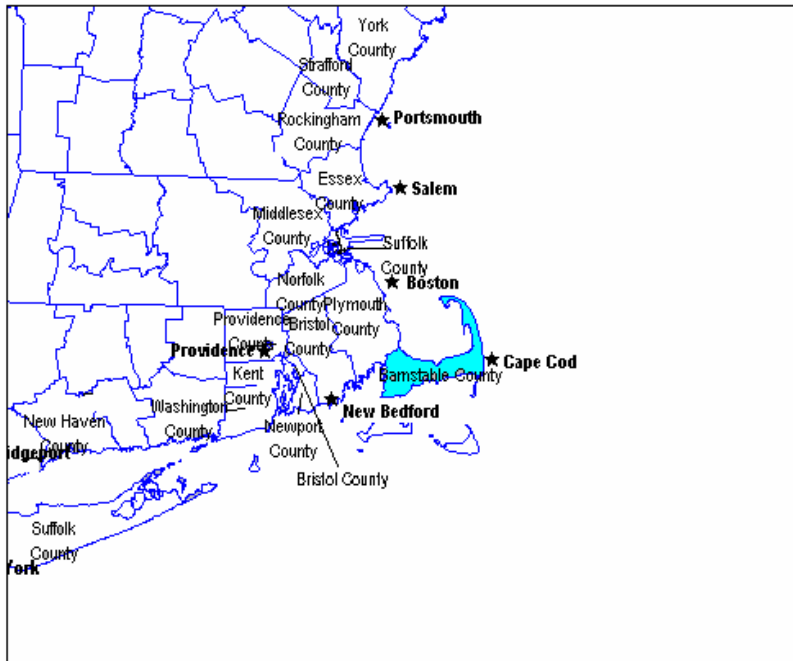 York
County
Strafford
County
Rockingham
County
Portsmouth
Essex
County
Salem
Middlesex
County
Suffolk
County
Boston
Norfolk
County
Plymouth
County
Providence
County
Bristol
County
Providence
Cape Cod
Barnstable County
Kent
County
New Bedford
Washington
County
Newport
County
New Haven
County
idgeport
Bristol County
Suffolk
County
York